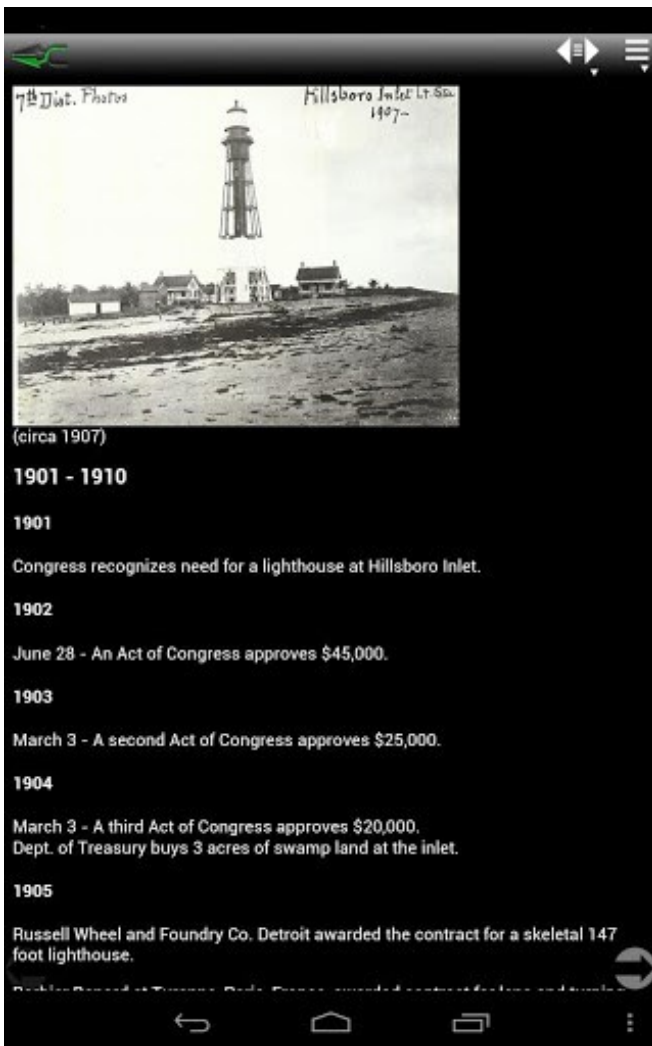 7th Dist. Photos
Hillsboro Inlet Lt. Sta.
1907-
(circa 1907)
1901 - 1910
1901
Congress recognizes need for a lighthouse at Hillsboro Inlet.
1902
June 28 - An Act of Congress approves $45,000.
1903
March 3 - A second Act of Congress approves $25,000.
1904
March 3 - A third Act of Congress approves $20,000.
Dept. of Treasury buys 3 acres of swamp land at the inlet.
1905
Russell Wheel and Foundry Co. Detroit awarded the contract for a skeletal 147
foot lighthouse.